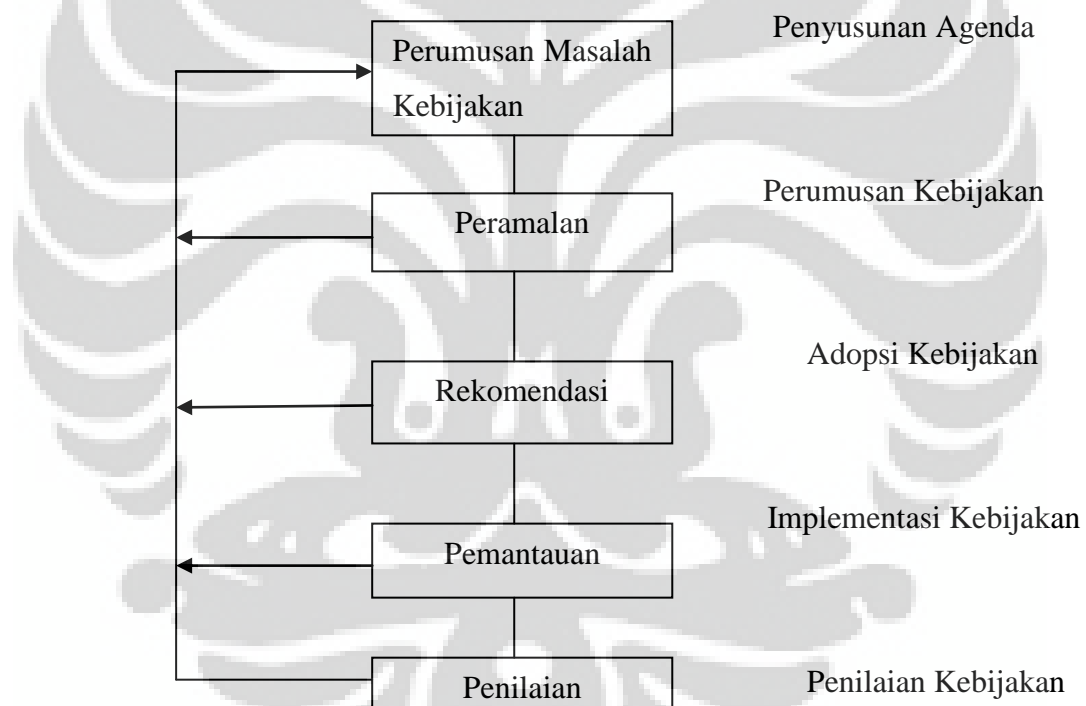 Penyusunan Agenda
Perumusan Masalah
Kebijakan
Perumusan Kebijakan
Peramalan
Adopsi Kebijakan
Rekomendasi
Implementasi Kebijakan
Pemantauan
Penilaian Kebijakan
Penilaian